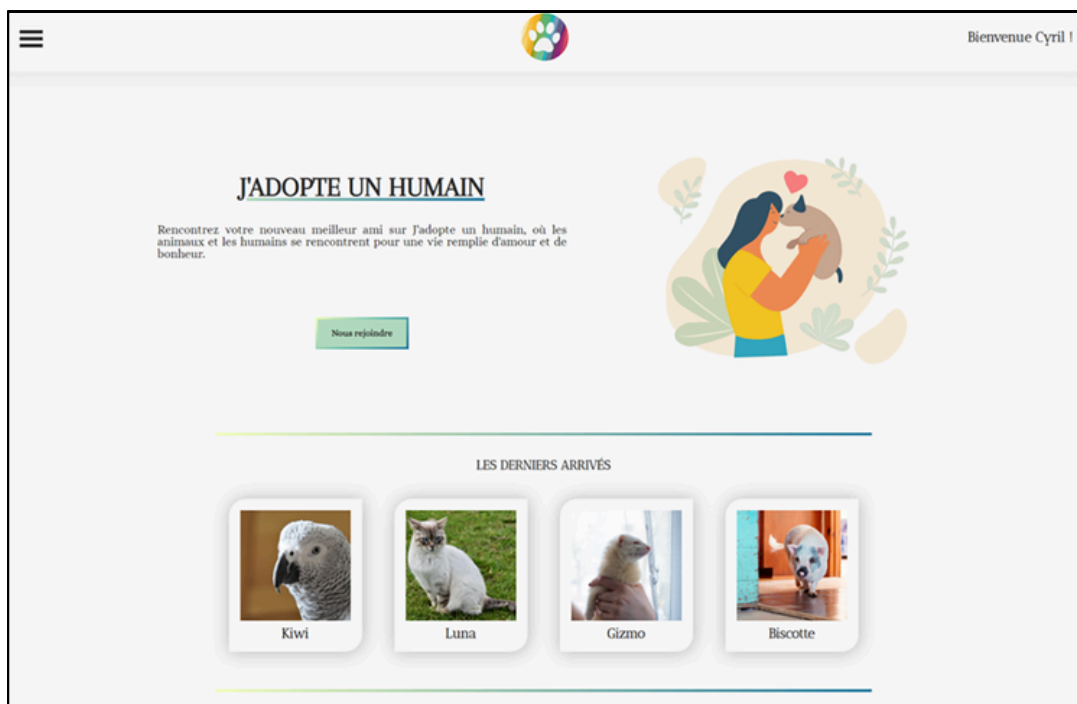 Bienvenue Cyril !
J'ADOPTE UN HUMAIN
Rencontrez votre nouveau meilleur ami sur J'adopte un humain, où les
animaux et les humains se rencontrent pour une vie remplie d'amour et de
bonheur.
Nous rejoindre
LES DERNIERS ARRIVÉS
Kiwi
Luna
Gizmo
Biscotte